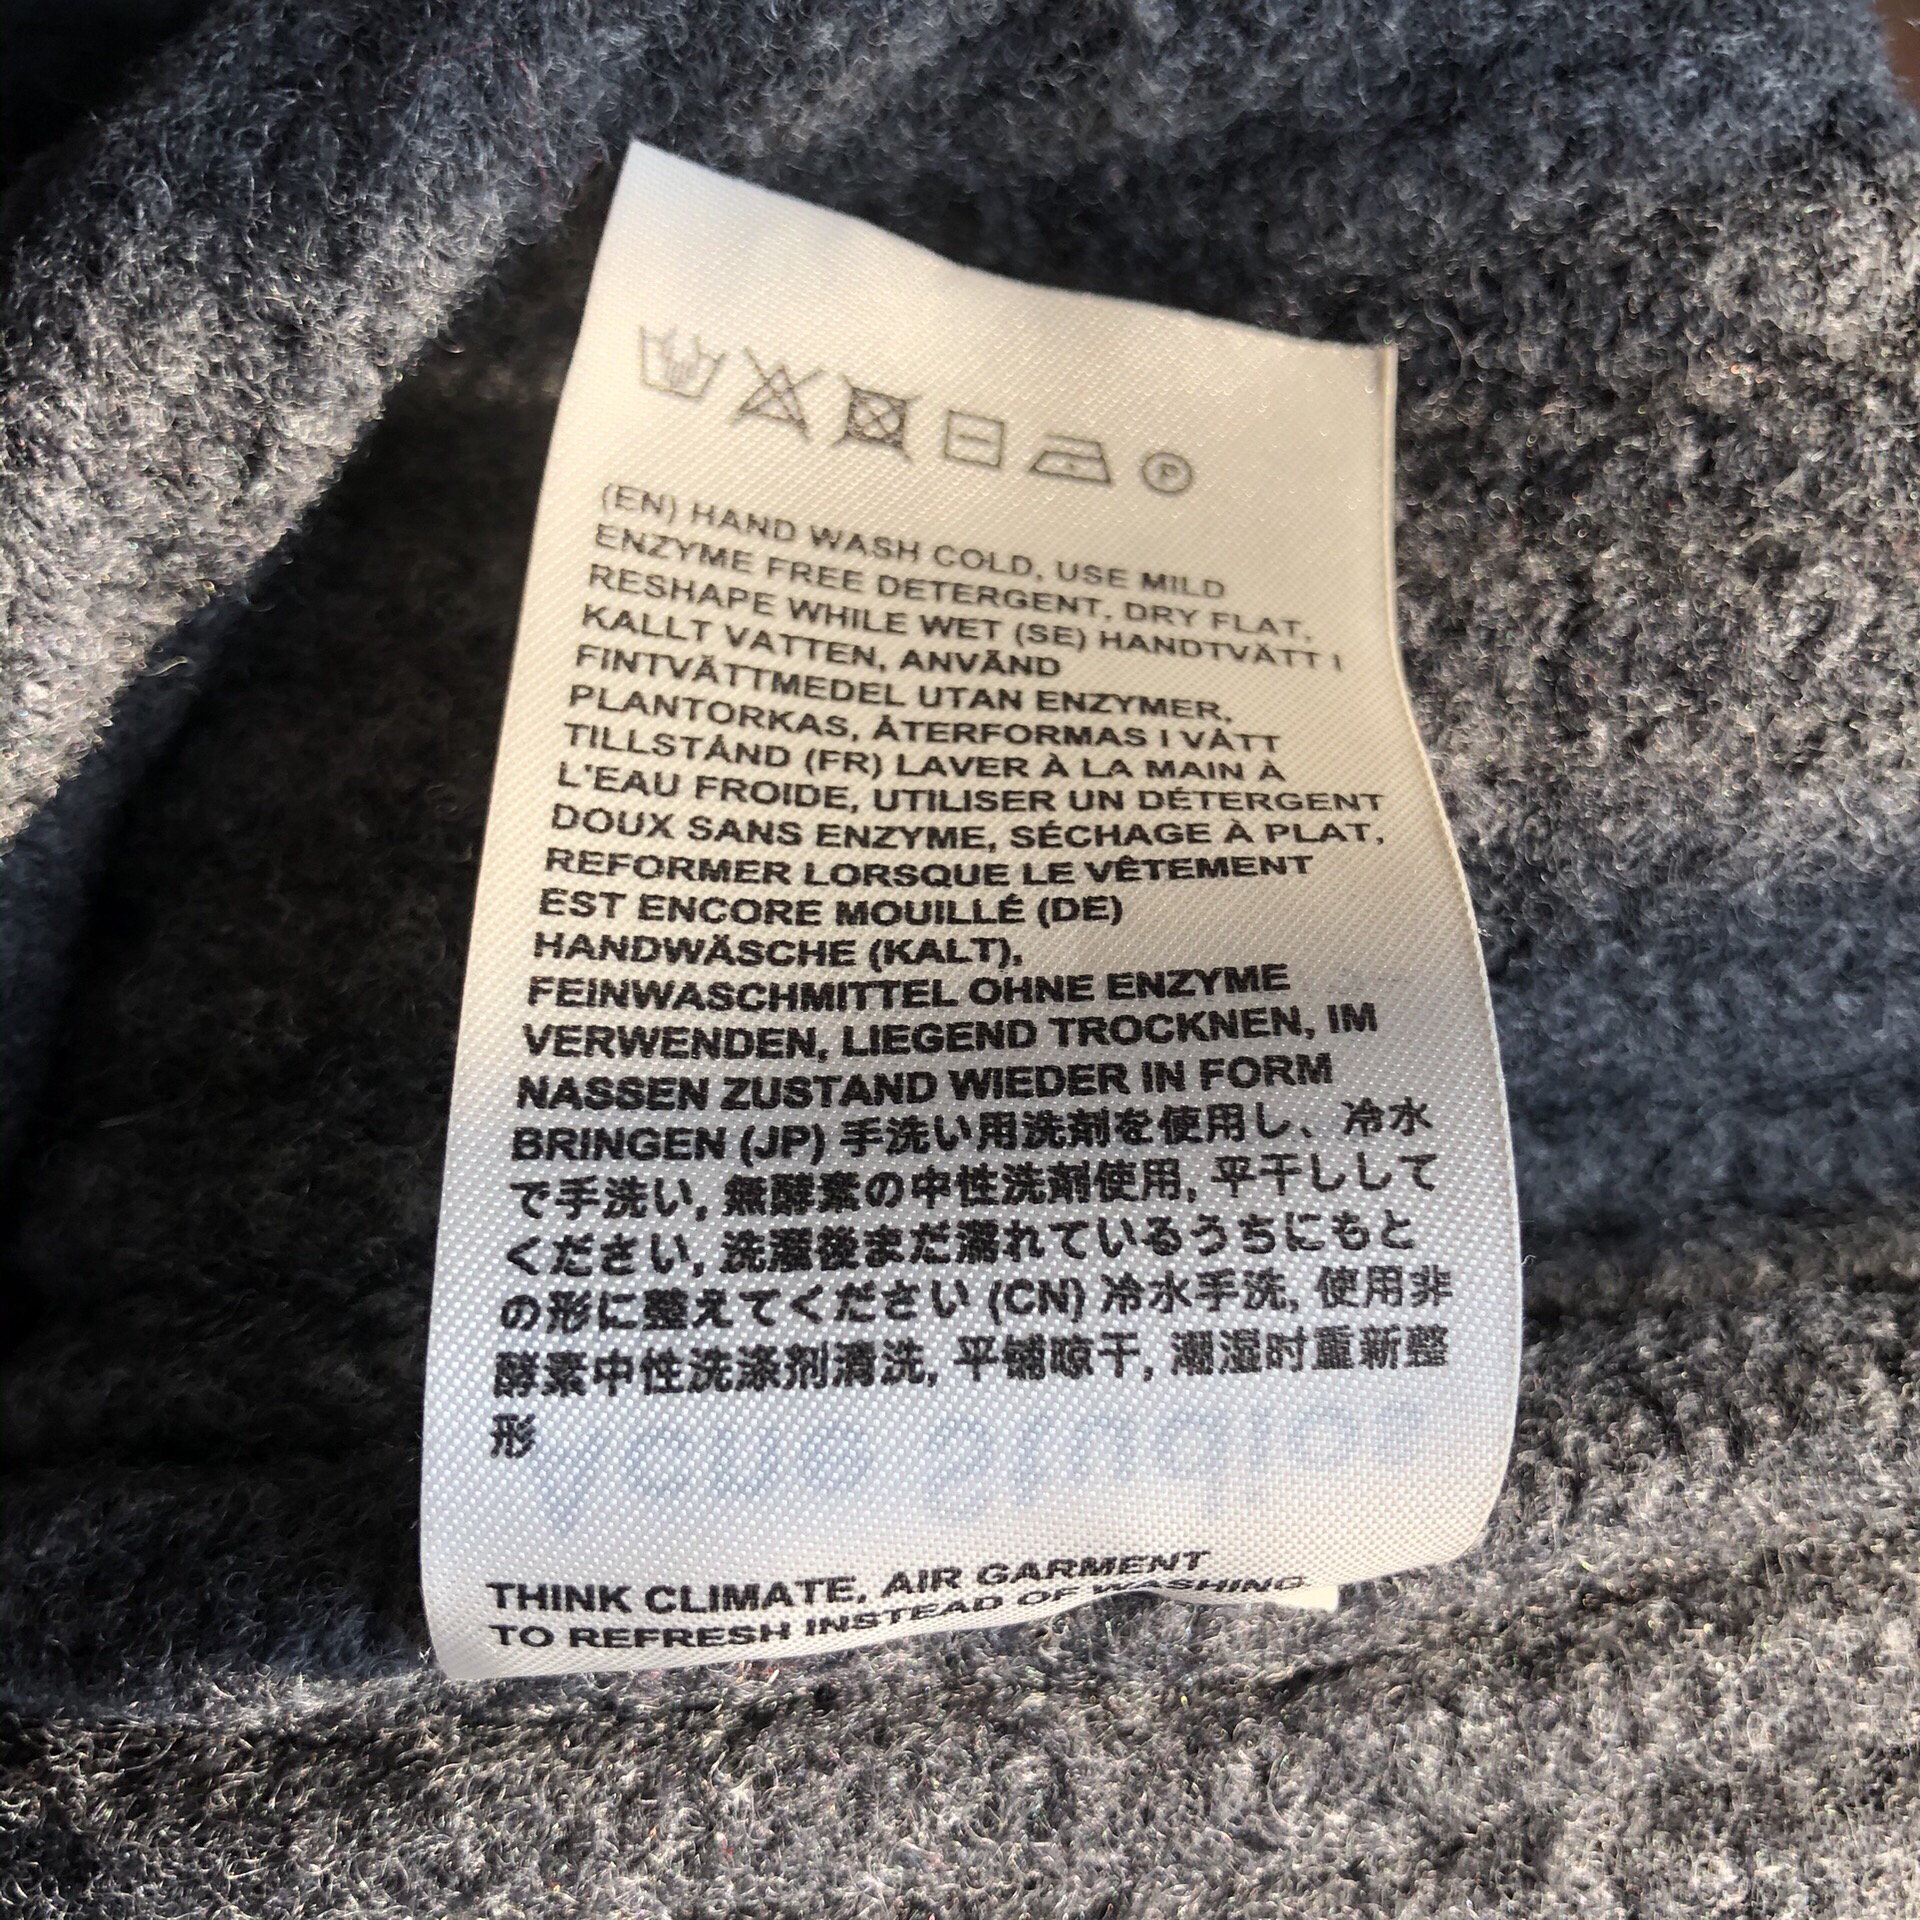 (EN) HAND WASH COLD, USE MILD
ENZYME FREE DETERGENT, DRY FLAT,
RESHAPE WHILE WET (SE) HANDTVÄTT I
KALLT VATTEN, ANVÄND
FINTVÄTTMEDEL UTAN ENZYMER,
PLANTORKAS, ÅTERFORMAS I VÅTT
TILLSTÅND (FR) LAVER À LA MAIN À
L'EAU FROIDE, UTILISER UN DÉTERGENT
DOUX SANS ENZYME, SÉCHAGE À PLAT,
REFORMER LORSQUE LE VÊTEMENT
EST ENCORE MOUILLÉ (DE)
HANDWÄSCHE (KALT),
FEINWASCHMITTEL OHNE ENZYME
VERWENDEN, LIEGEND TROCKNEN, IM
NASSEN ZUSTAND WIEDER IN FORM
BRINGEN (JP) 手洗い用洗剤を使用し、冷水
で手洗い, 無酵素の中性洗剤使用, 平干しして
ください, 洗濯後まだ濡れているうちにもと
の形に整えてください (CN) 冷水手洗, 使用非
酵素中性洗涤剂清洗, 平铺晾干, 潮湿时重新整
形
THINK CLIMATE, AIR GARMENT
TO REFRESH INSTEAD OF WASHING